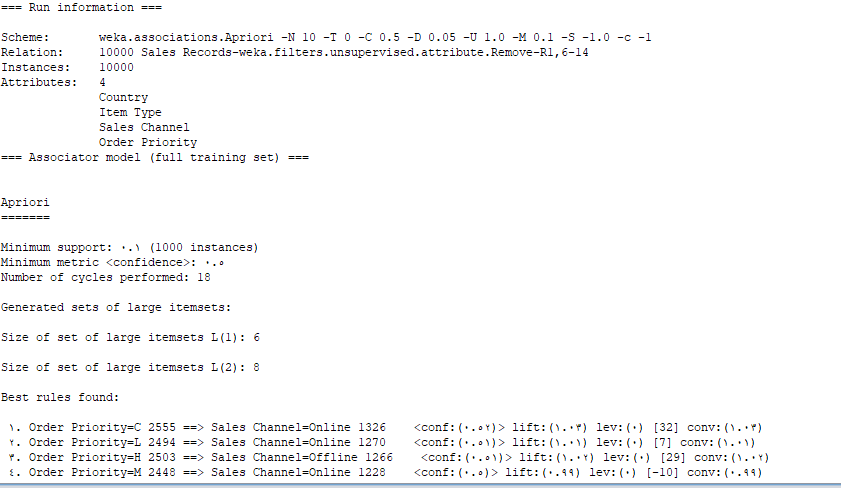 === Run information ===
Scheme: weka.associations.Apriori -N 10 -T 0 -C 0.5 -D 0.05 -U 1.0 -M 0.1 -S -1.0 -c -1
Relation: 10000 Sales Records-weka.filters.unsupervised.attribute.Remove-R1,6-14
Instances: 10000
Attributes: 4
Country
Item Type
Sales Channel
Order Priority
=== Associator model (full training set) ===
Apriori
=======
Minimum support: ٠.١ (1000 instances)
Minimum metric <confidence>: ٠.٥
Number of cycles performed: 18
Generated sets of large itemsets:
Size of set of large itemsets L(1): 6
Size of set of large itemsets L(2): 8
Best rules found:
١. Order Priority=C 2555 ==> Sales Channel=Online 1326 <conf:(٠.٥٢)> lift:(١.٠٣) lev:(٠) [32] conv:(١.٠٣)
٢. Order Priority=L 2494 ==> Sales Channel=Online 1270 <conf:(٠.٥١)> lift:(١.٠١) lev:(٠) [7] conv:(١.٠١)
٣. Order Priority=H 2503 ==> Sales Channel=Offline 1266 <conf:(٠.٥١)> lift:(١.٠٢) lev:(٠) [29] conv:(١.٠٢)
٤. Order Priority=M 2448 ==> Sales Channel=Online 1228 <conf:(٠.٥)> lift:(٠.٩٩) lev:(٠) [-10] conv:(٠.٩٩)